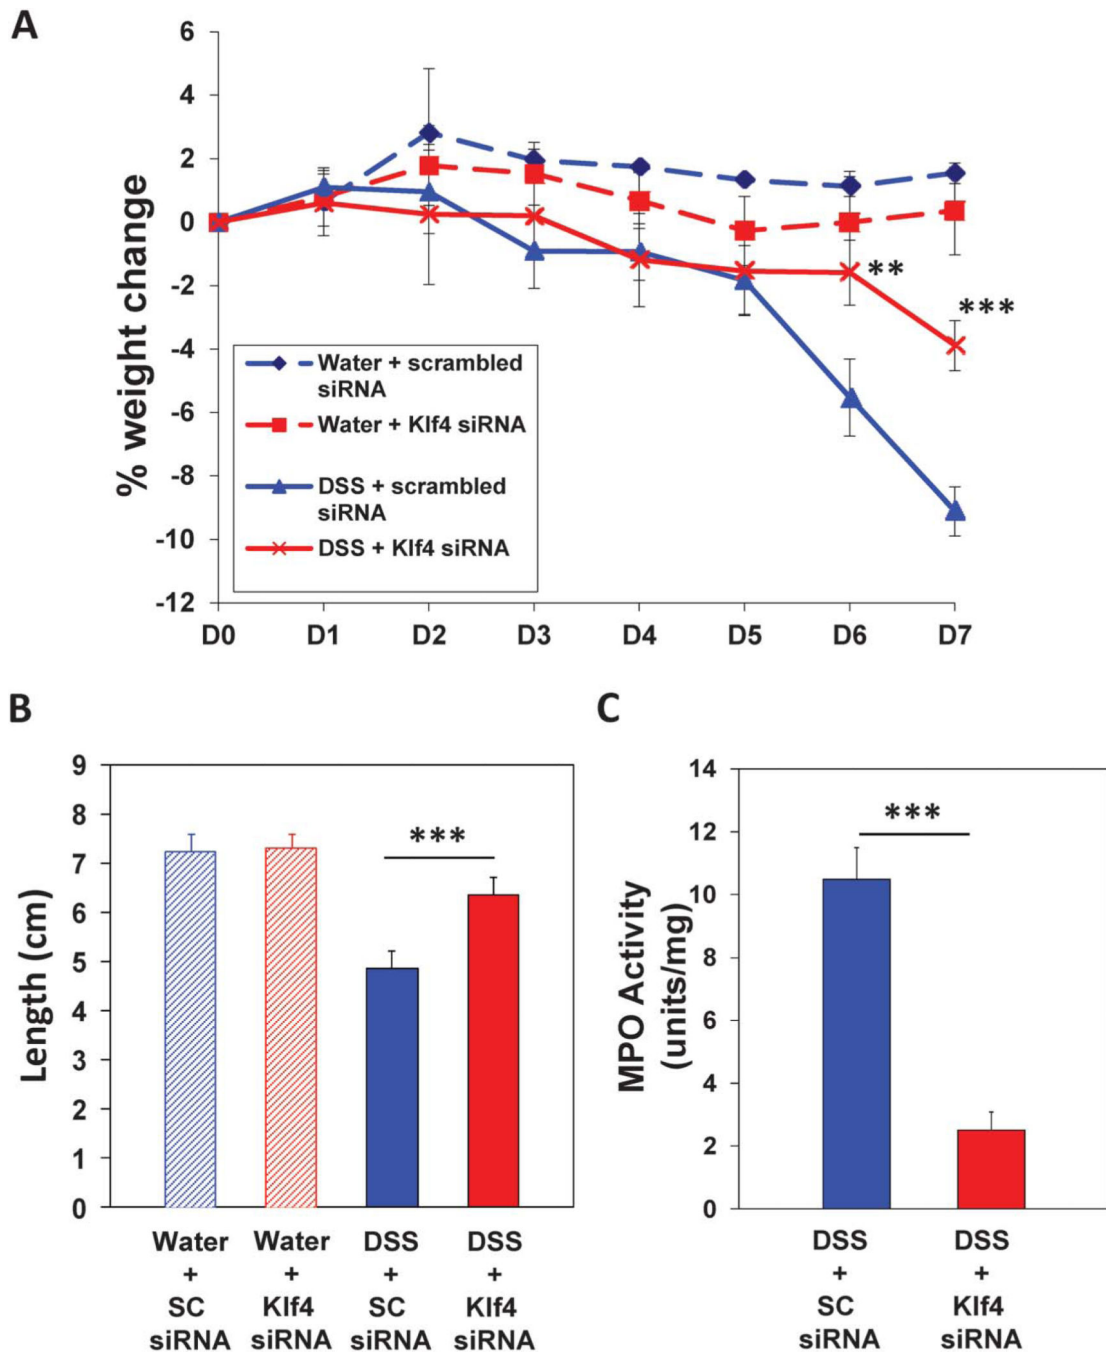 A
% weight change
6
4
2
0
-2
-4
-6
-8
-10
-12
**
***
Water + scrambled
siRNA
Water + Klf4 siRNA
DSS + scrambled
siRNA
DSS + Klf4 siRNA
D0 D1 D2 D3 D4 D5 D6 D7
B
Length (cm)
9
8
7
6
5
4
3
2
1
0
***
Water Water DSS DSS
+ + + +
SC Klf4 SC Klf4
siRNA siRNA siRNA siRNA
C
MPO Activity
(units/mg)
14
12
10
8
6
4
2
0
***
DSS DSS
+ +
SC Klf4
siRNA siRNA